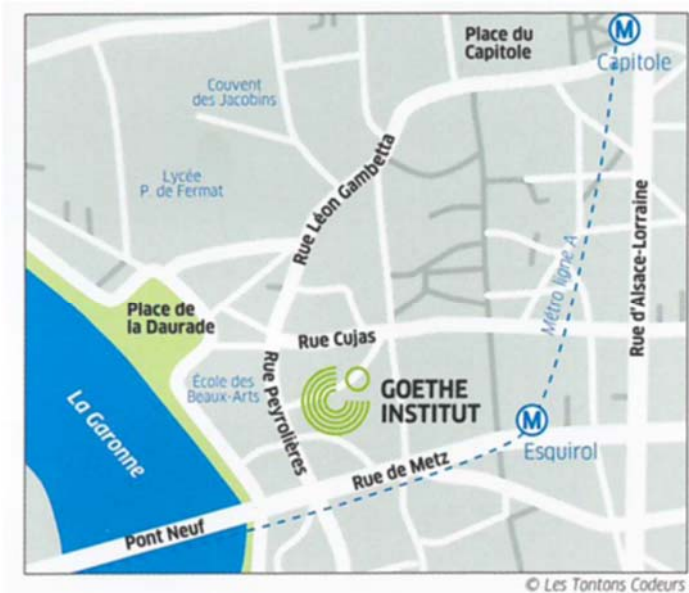 Place du
Capitole
M
Capitole
Couvent
des Jacobins
Lycée
P. de Fermat
Rue Léon Gambetta
Métro ligne A
Rue d'Alsace-Lorraine
Place de
la Daurade
Rue Cujas
École des
Beaux-Arts
Rue Peyrolières
GOETHE
INSTITUT
M
Esquirol
La Garonne
Rue de Metz
Pont Neuf
© Les Tontons Codeurs